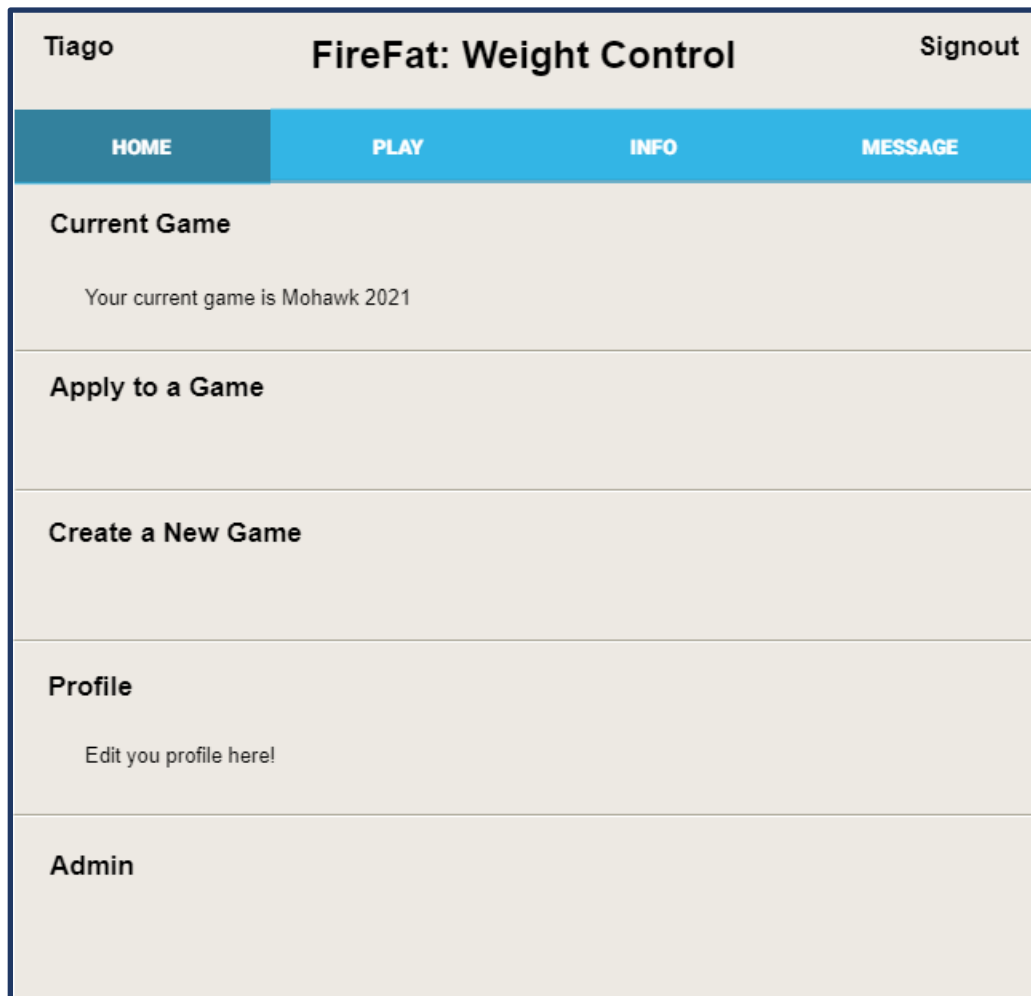 Tiago
FireFat: Weight Control
Signout
HOME
PLAY
INFO
MESSAGE
Current Game
Your current game is Mohawk 2021
Apply to a Game
Create a New Game
Profile
Edit you profile here!
Admin